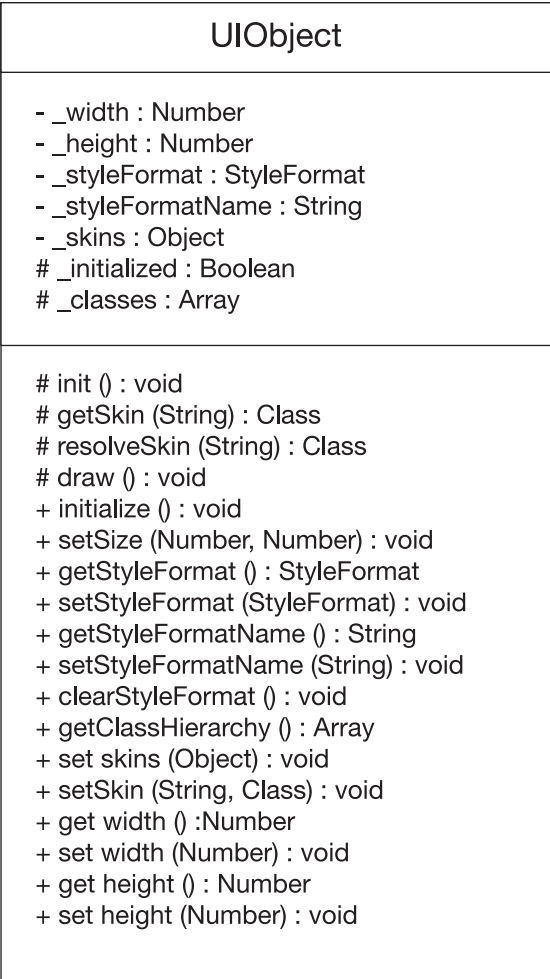 UIObject
- _width : Number
- _height : Number
- _styleFormat : StyleFormat
- _styleFormatName : String
- _skins : Object
# _initialized : Boolean
# _classes : Array
# init () : void
# getSkin (String) : Class
# resolveSkin (String) : Class
# draw () : void
+ initialize () : void
+ setSize (Number, Number) : void
+ getStyleFormat () : StyleFormat
+ setStyleFormat (StyleFormat) : void
+ getStyleFormatName () : String
+ setStyleFormatName (String) : void
+ clearStyleFormat () : void
+ getClassHierarchy () : Array
+ set skins (Object) : void
+ setSkin (String, Class) : void
+ get width () :Number
+ set width (Number) : void
+ get height () : Number
+ set height (Number) : void